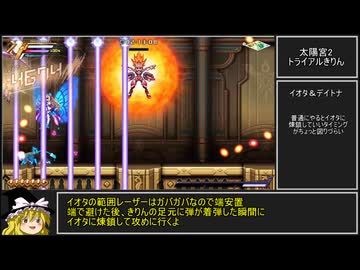 太陽宮2
トライアルきりん
イオタ&デイトナ
普通にやるとイオタに
煉鎖していいタイミング
がちょっと図りづらい
4674
100%
イオタの範囲レーザーはガバガバなので端安置
端で避けた後、きりんの足元に弾が着弾した瞬間に
イオタに煉鎖して攻めに行くよ